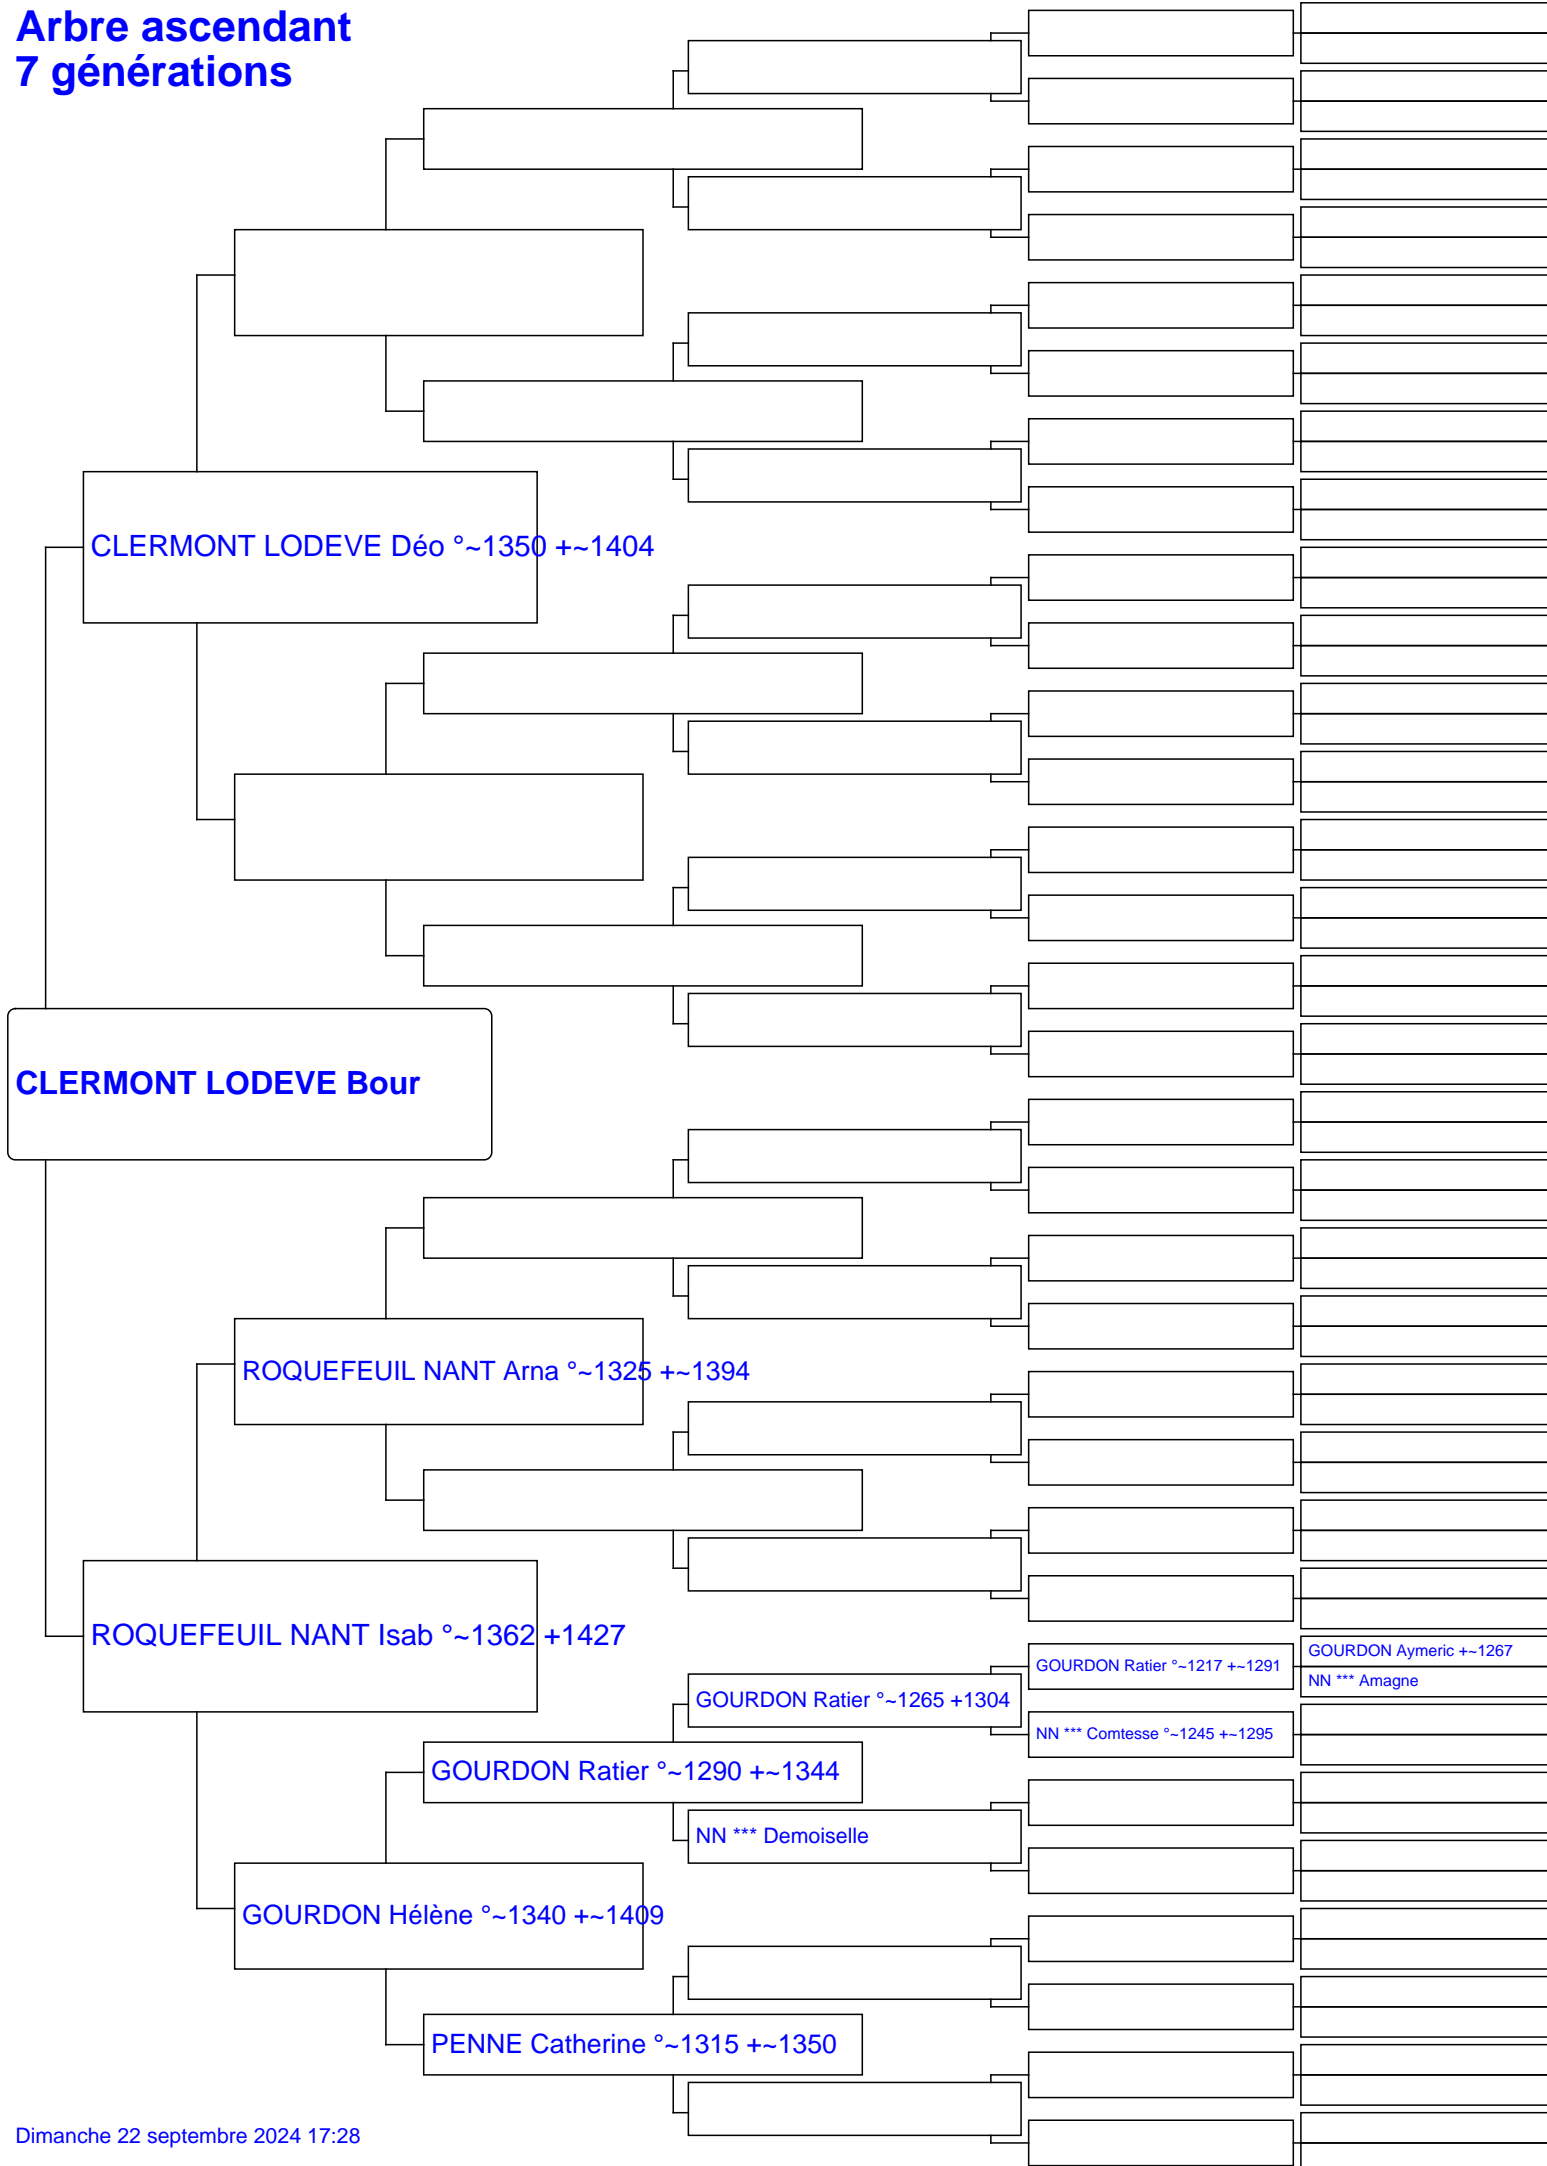 Arbre ascendant
7 générations
CLERMONT LODEVE Déo °~1350 +~1404
CLERMONT LODEVE Bour
ROQUEFEUIL NANT Arna °~1325 +~1394
ROQUEFEUIL NANT Isab °~1362 +1427
GOURDON Aymeric +~1267
GOURDON Ratier °~1217 +~1291
NN *** Amagne
GOURDON Ratier °~1265 +1304
NN *** Comtesse °~1245 +~1295
GOURDON Ratier °~1290 +~1344
NN *** Demoiselle
GOURDON Hélène °~1340 +~1409
PENNE Catherine °~1315 +~1350
Dimanche 22 septembre 2024 17:28